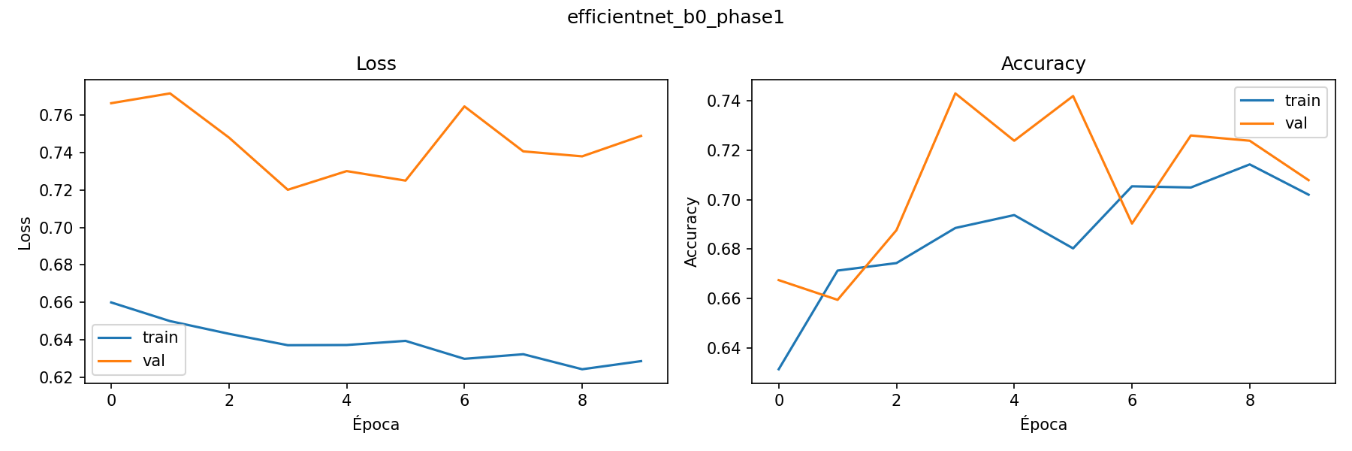 efficientnet_b0_phase1
Loss
0.76
0.74
0.72
0.70
0.68
0.66
0.64
0.62
Loss
train
val
0 2 4 6 8
Época
Accuracy
0.74
0.72
0.70
0.68
0.66
0.64
Accuracy
train
val
0 2 4 6 8
Época